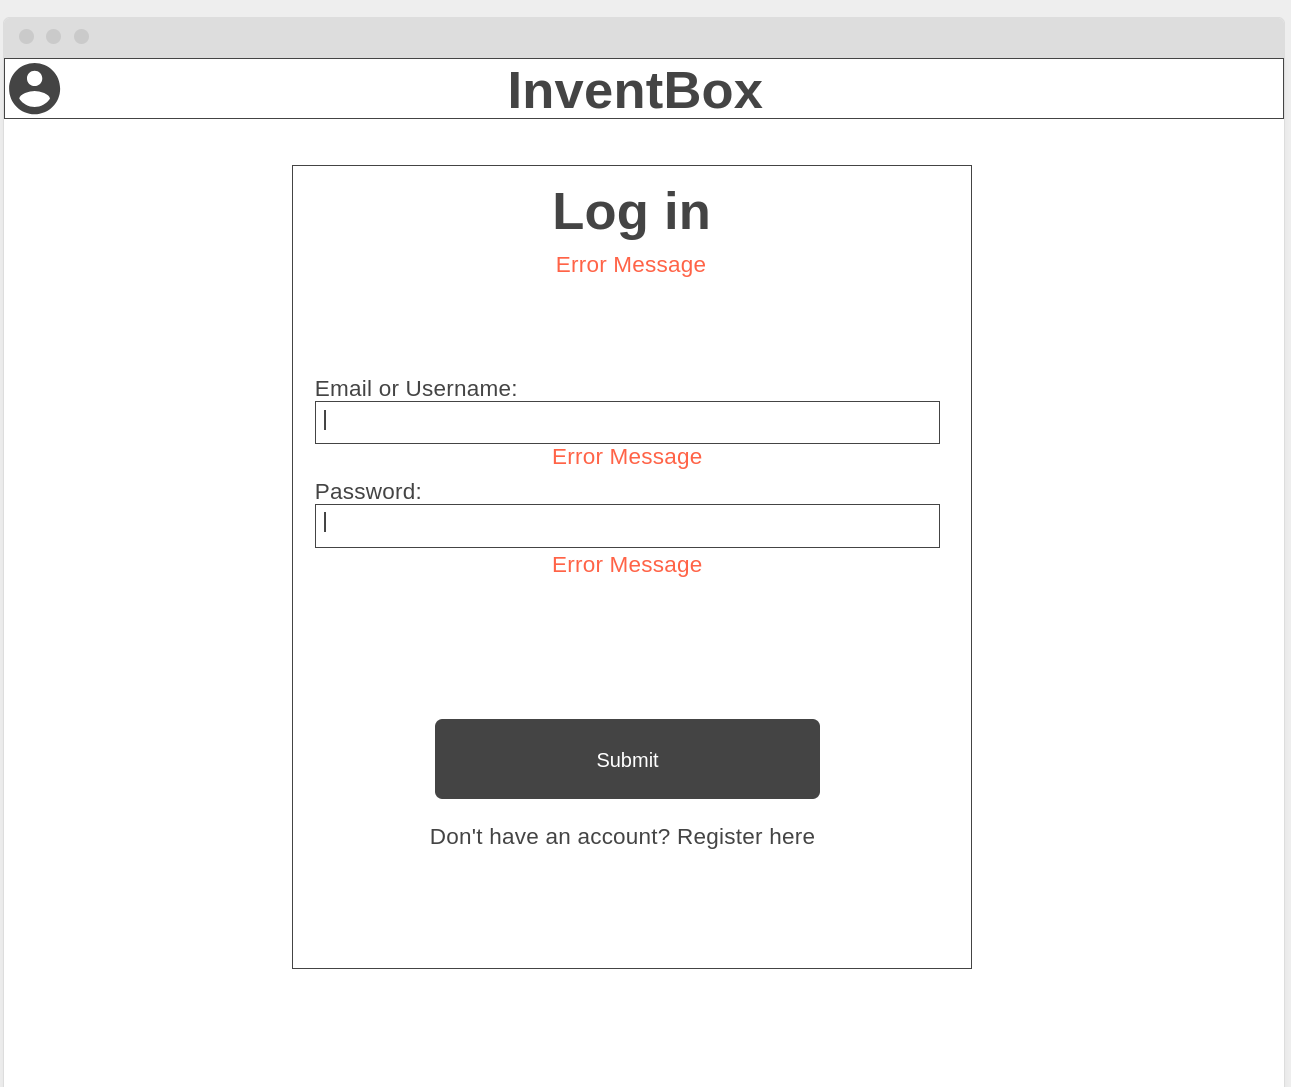 InventBox
Log in
Error Message
Email or Username:
Error Message
Password:
Error Message
Submit
Don't have an account? Register here